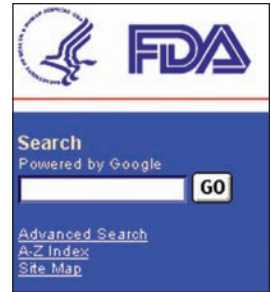 FDA
Search
Powered by Google
GO
Advanced Search
A-Z Index
Site Map